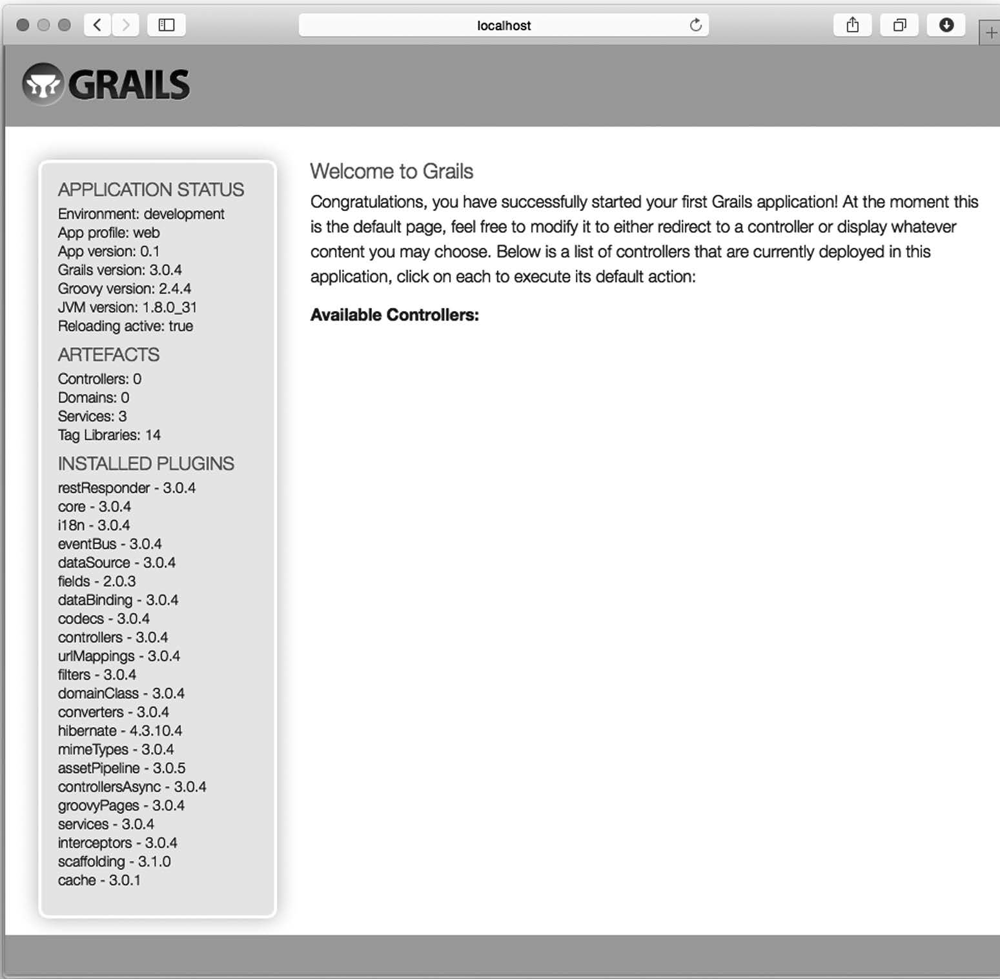 localhost
GRAILS
APPLICATION STATUS
Environment: development
App profile: web
App version: 0.1
Grails version: 3.0.4
Groovy version: 2.4.4
JVM version: 1.8.0_31
Reloading active: true
ARTEFACTS
Controllers: 0
Domains: 0
Services: 3
Tag Libraries: 14
INSTALLED PLUGINS
restResponder - 3.0.4
core - 3.0.4
i18n - 3.0.4
eventBus - 3.0.4
dataSource - 3.0.4
fields - 2.0.3
dataBinding - 3.0.4
codecs - 3.0.4
controllers - 3.0.4
urlMappings - 3.0.4
filters - 3.0.4
domainClass - 3.0.4
converters - 3.0.4
hibernate - 4.3.10.4
mimeTypes - 3.0.4
assetPipeline - 3.0.5
controllersAsync - 3.0.4
groovyPages - 3.0.4
services - 3.0.4
interceptors - 3.0.4
scaffolding - 3.1.0
cache - 3.0.1
Welcome to Grails
Congratulations, you have successfully started your first Grails application! At the moment this
is the default page, feel free to modify it to either redirect to a controller or display whatever
content you may choose. Below is a list of controllers that are currently deployed in this
application, click on each to execute its default action:
Available Controllers: